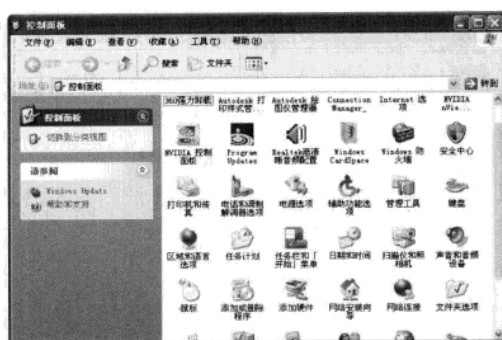 控制面板
文件(F) 编辑(E) 查看(V) 收藏(A) 工具(T) 帮助(H)
后退 搜索 文件夹
地址(D) 控制面板 转到
控制面板
切换到分类视图
请参阅
Windows Update
帮助和支持
360强力卸载 Autodesk 打印样式管... Autodesk 绘图仪管理器 Connection Manager_ Internet 选项 NVIDIA nVie...
NVIDIA 控制面板 Program Updates Realtek高清晰音频配置 Windows CardSpace Windows 防火墙 安全中心
打印机和传真 电话和调制解调器选项 电源选项 辅助功能选项 管理工具 键盘
区域和语言选项 任务计划 任务栏和「开始」菜单 日期和时间 扫描仪和照相机 声音和音频设备
鼠标 添加或删除程序 添加硬件 网络安装向导 网络连接 文件夹选项